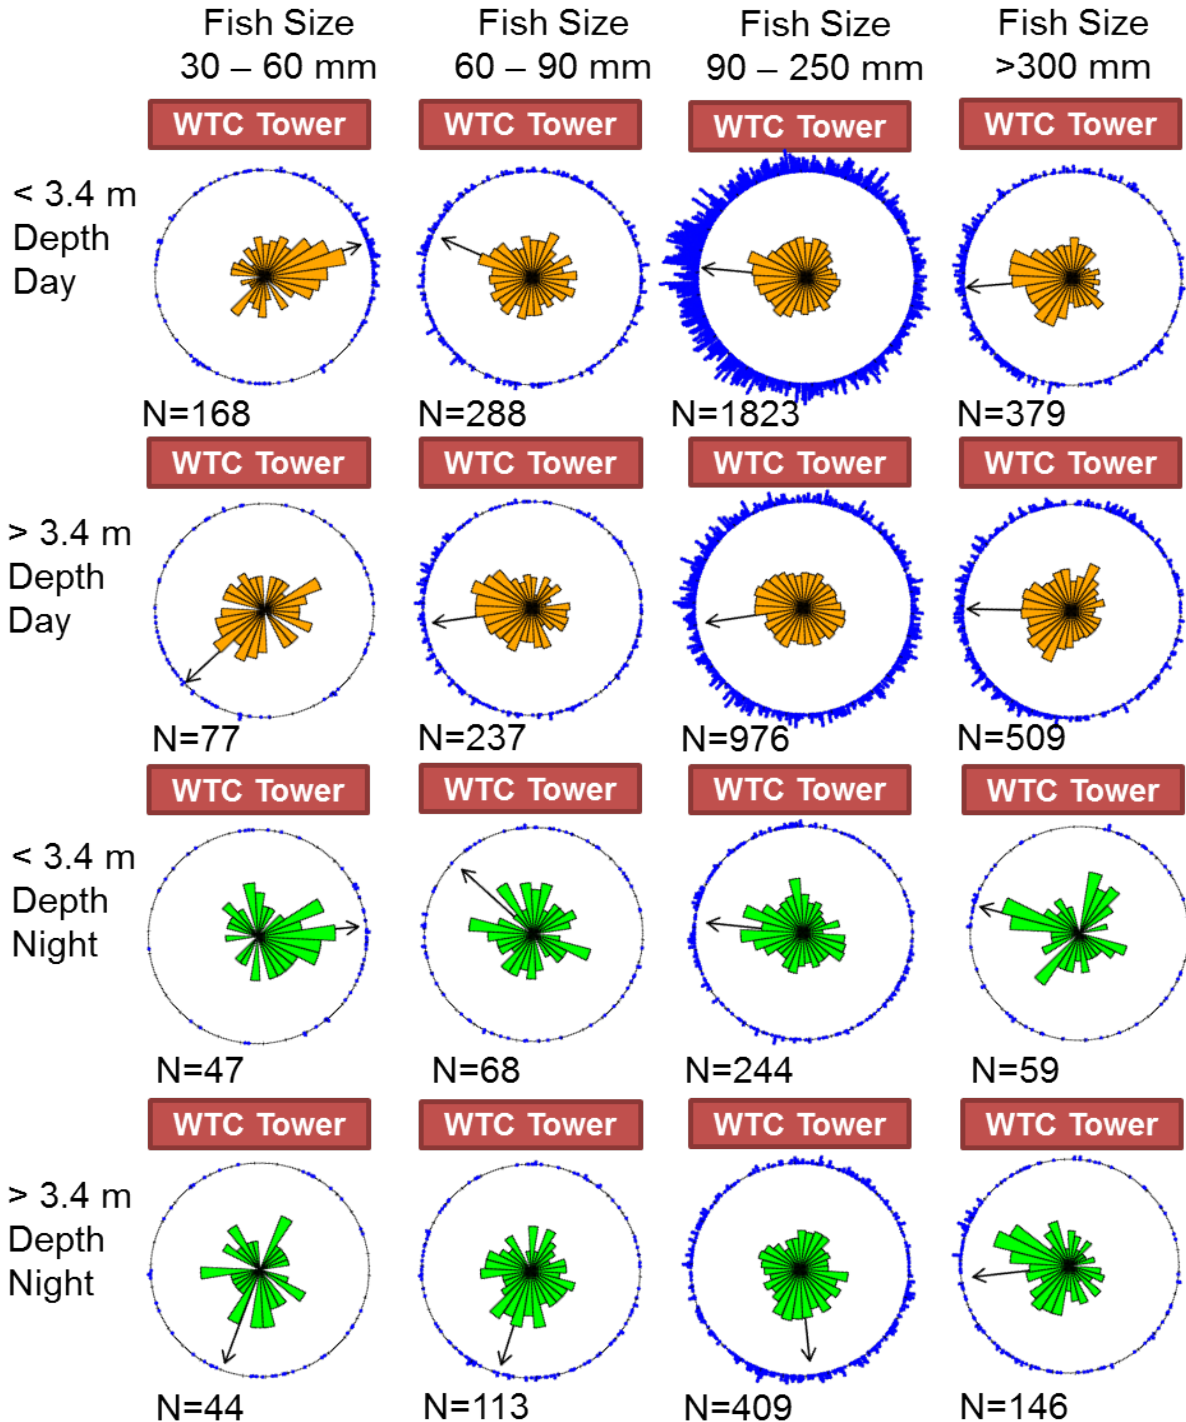 Fish Size
30 – 60 mm
Fish Size
60 – 90 mm
Fish Size
90 – 250 mm
Fish Size
>300 mm
WTC Tower
WTC Tower
WTC Tower
WTC Tower
< 3.4 m
Depth
Day
N=168
N=288
N=1823
N=379
WTC Tower
WTC Tower
WTC Tower
WTC Tower
> 3.4 m
Depth
Day
N=77
N=237
N=976
N=509
WTC Tower
WTC Tower
WTC Tower
WTC Tower
< 3.4 m
Depth
Night
N=47
N=68
N=244
N=59
WTC Tower
WTC Tower
WTC Tower
WTC Tower
> 3.4 m
Depth
Night
N=44
N=113
N=409
N=146